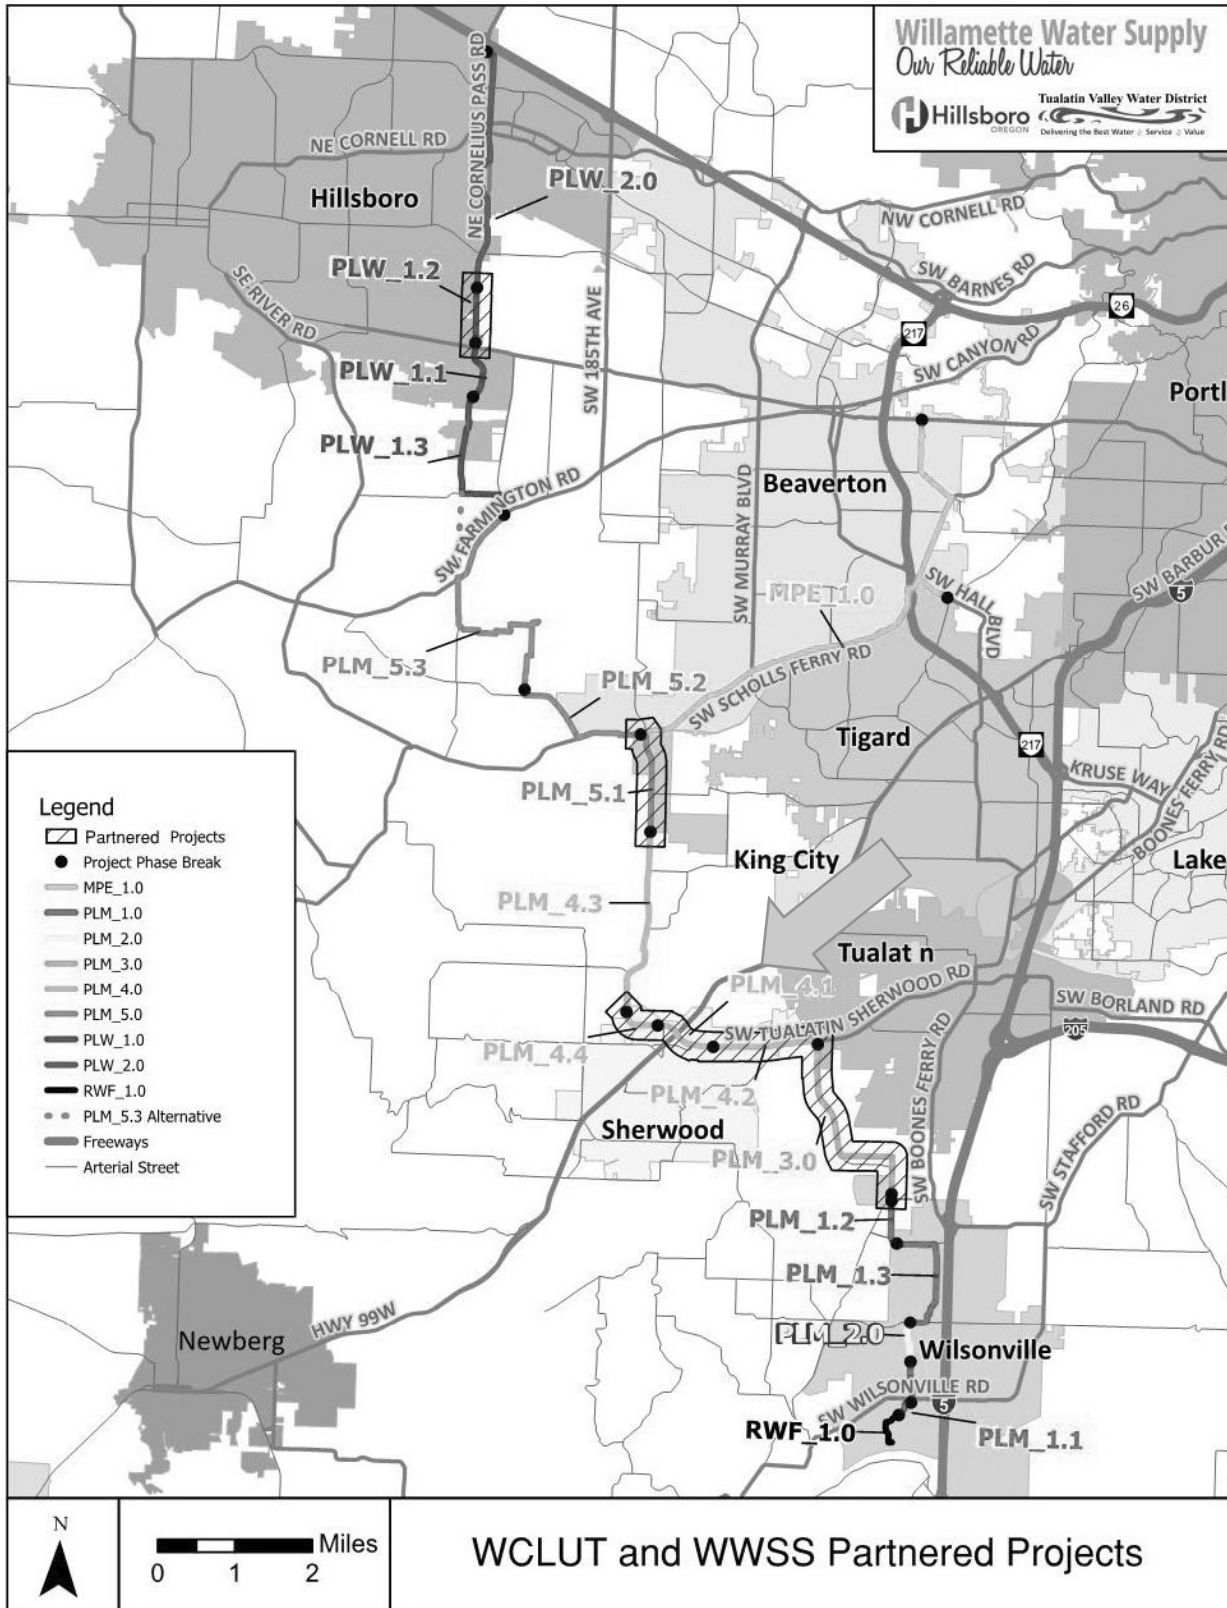 Willamette Water Supply
Our Reliable Water
Hillsboro
OREGON
Tualatin Valley Water District
Delivering the Best Water Service Value
NE CORNELIUS PASS RD
NE CORNELL RD
PLW_2.0
Hillsboro
NW CORNELL RD
PLW_1.2
SW BARNES RD
SE RIVER RD
26
217
SW 185TH AVE
SW CANYON RD
PLW_1.1
Portl
PLW_1.3
SW FARMINGTON RD
SW MURRAY BLVD
Beaverton
SW BARBUR
5
SW HALL BLVD
MPE_1.0
PLM_5.3
PLM_5.2
SW SCHOLLS FERRY RD
Tigard
217
KRUSE WAY
BOONES FERRY RD
PLM_5.1
King City
Lake
PLM_4.3
Tualat n
PLM_4.1
SW TUALATIN SHERWOOD RD
SW BORLAND RD
205
PLM_4.4
PLM_4.2
SW BOONES FERRY RD
Sherwood
PLM_3.0
SW STAFFORD RD
PLM_1.2
PLM_1.3
HWY 99W
Newberg
PLM_2.0
Wilsonville
SW WILSONVILLE RD
5
RWF_1.0
PLM_1.1
Legend
Partnered Projects
Project Phase Break
MPE_1.0
PLM_1.0
PLM_2.0
PLM_3.0
PLM_4.0
PLM_5.0
PLW_1.0
PLW_2.0
RWF_1.0
PLM_5.3 Alternative
Freeways
Arterial Street
N
Miles
0 1 2
WCLUT and WWSS Partnered Projects